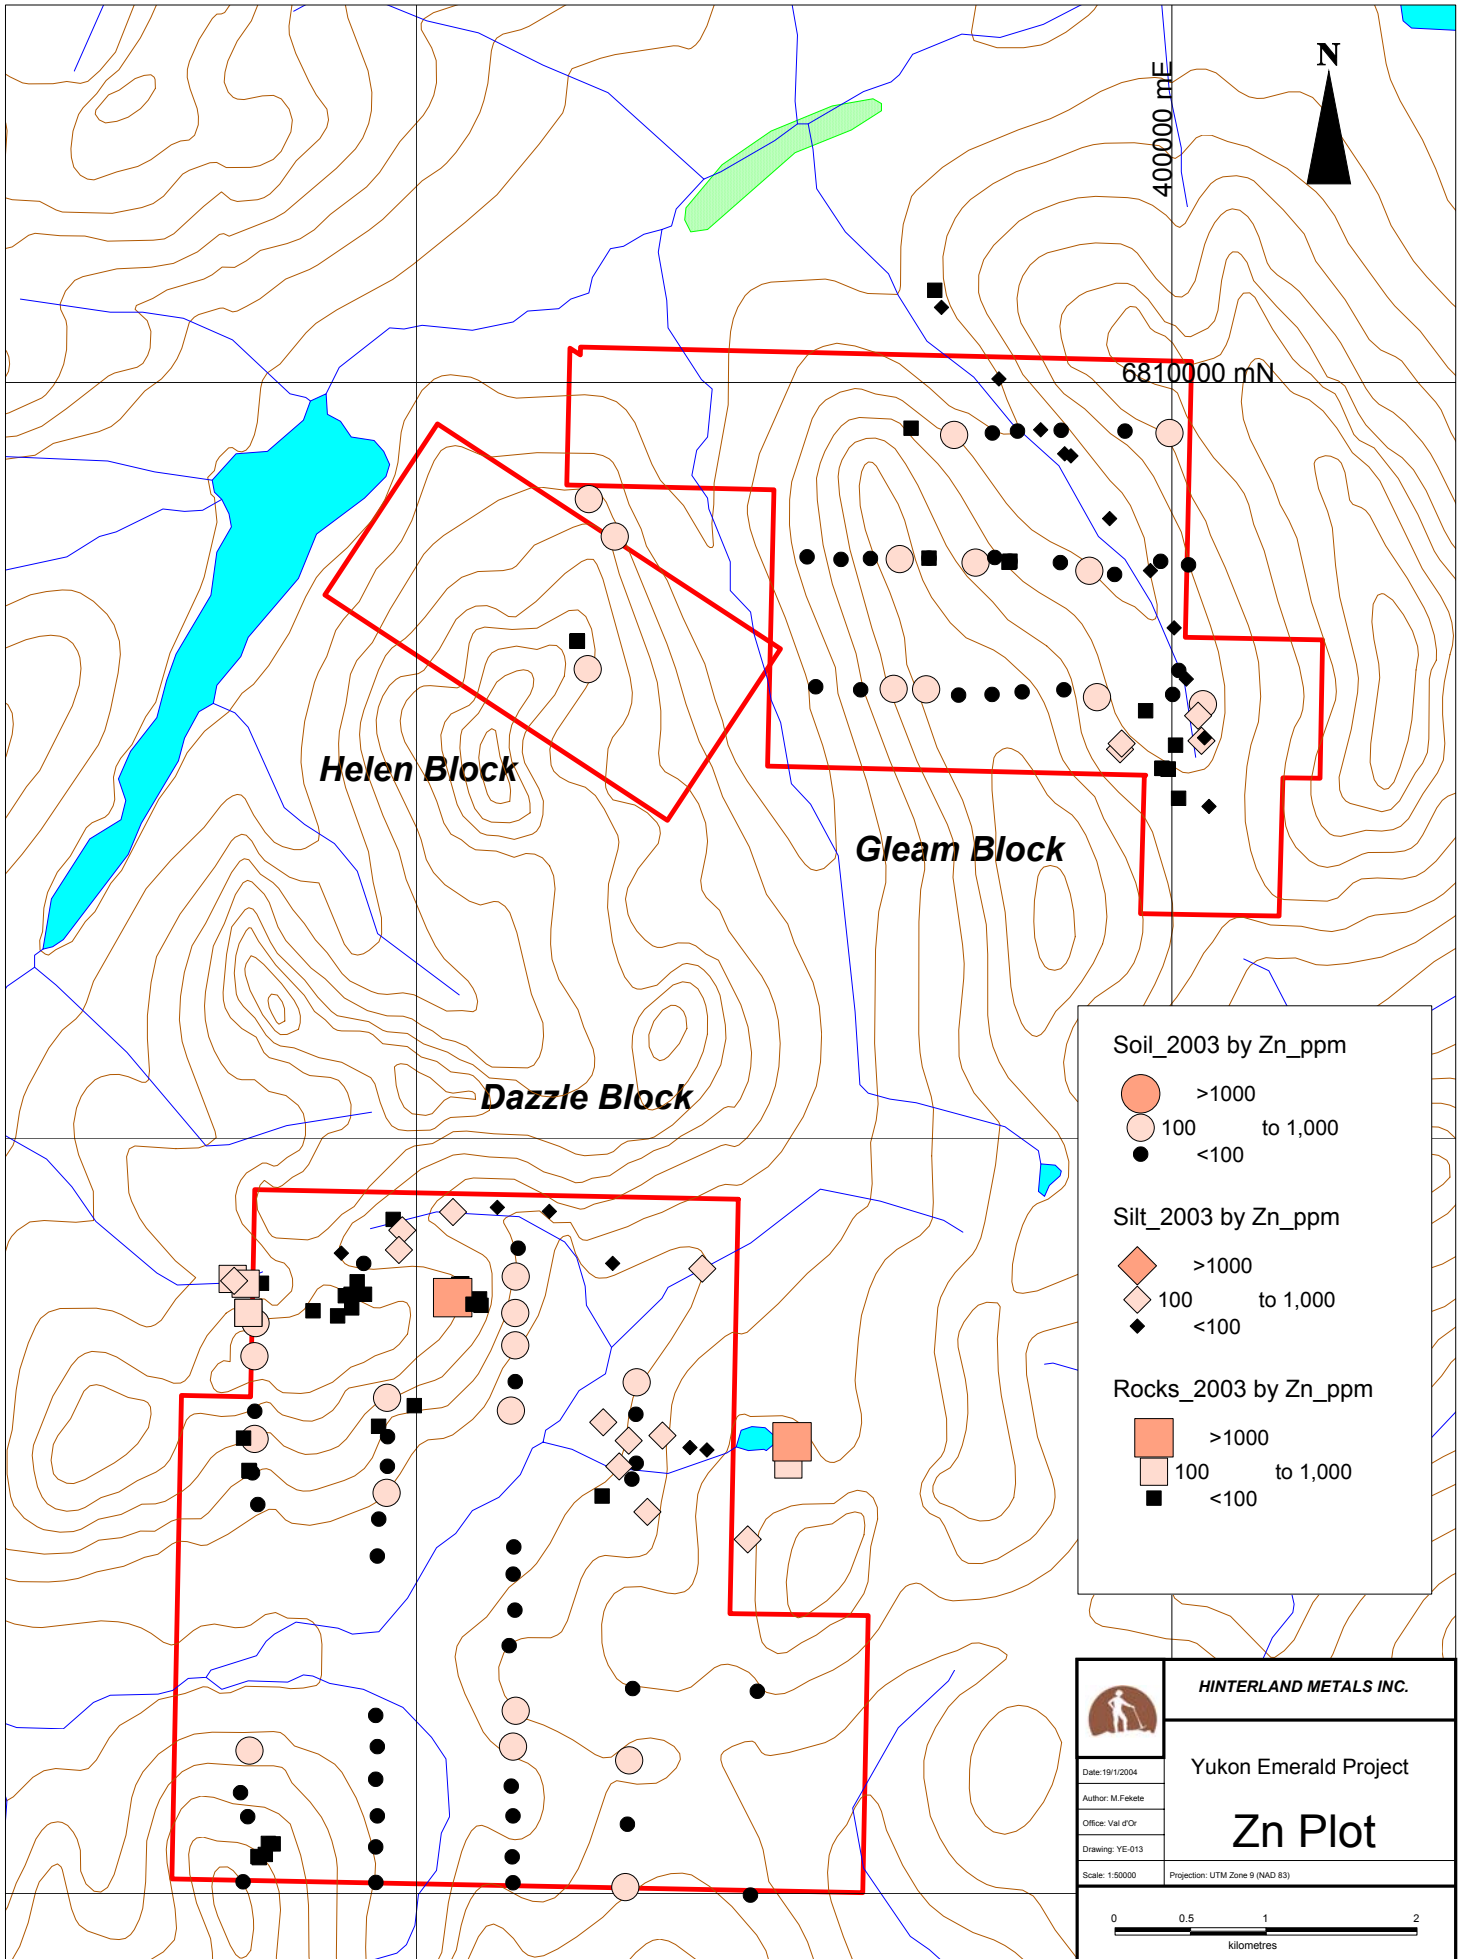 N
400000 mE
6810000 mN
Helen Block
Gleam Block
Dazzle Block
Soil_2003 by Zn_ppm
>1000
100 to 1,000
<100
Silt_2003 by Zn_ppm
>1000
100 to 1,000
<100
Rocks_2003 by Zn_ppm
>1000
100 to 1,000
<100
HINTERLAND METALS INC.
Yukon Emerald Project
Zn Plot
Date:19/1/2004
Author: M.Fekete
Office: Val d'Or
Drawing: YE-013
Scale: 1:50000
Projection: UTM Zone 9 (NAD 83)
0 0.5 1 2
kilometres